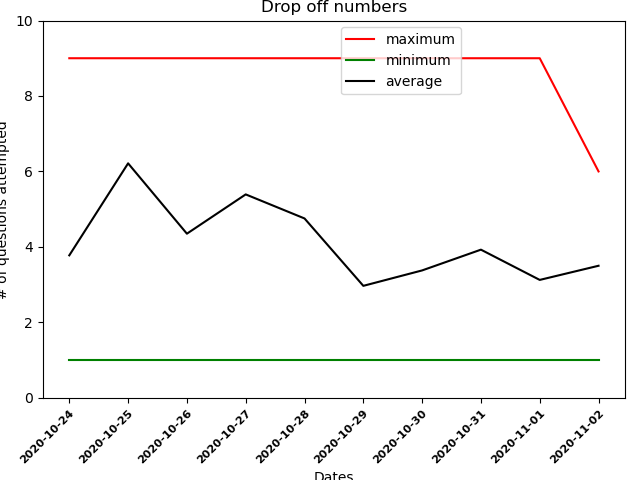 Drop off numbers
10
8
6
4
2
0
# of questions attempted
maximum
minimum
average
2020-10-24
2020-10-25
2020-10-26
2020-10-27
2020-10-28
2020-10-29
2020-10-30
2020-10-31
2020-11-01
2020-11-02
Dates